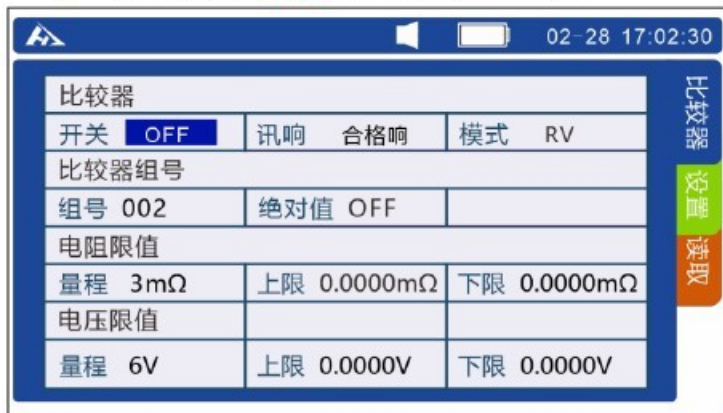 02-28 17:02:30
比较器
开关 OFF 讯响 合格响 模式 RV
比较器组号
组号 002 绝对值 OFF
电阻限值
量程 3mΩ 上限 0.0000mΩ 下限 0.0000mΩ
电压限值
量程 6V 上限 0.0000V 下限 0.0000V
比较器
设置
读取